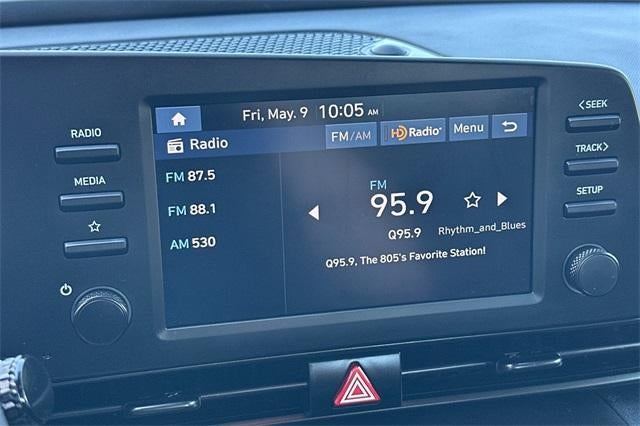 Fri, May. 9 10:05 AM
Radio FM/AM HD Radio Menu
FM 87.5
FM 88.1
AM 530
FM
95.9
Q95.9 Rhythm_and_Blues
Q95.9, The 805's Favorite Station!
RADIO
MEDIA
<SEEK
TRACK>
SETUP